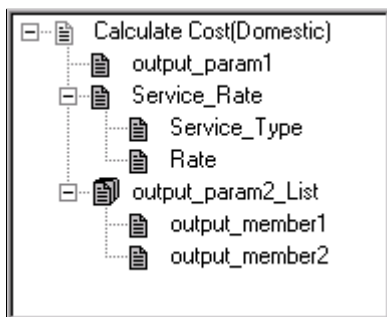 Calculate Cost(Domestic)
output_param1
Service_Rate
Service_Type
Rate
output_param2_List
output_member1
output_member2